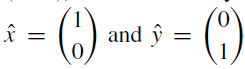 x̂ = (1 0) and ŷ = (0 1)